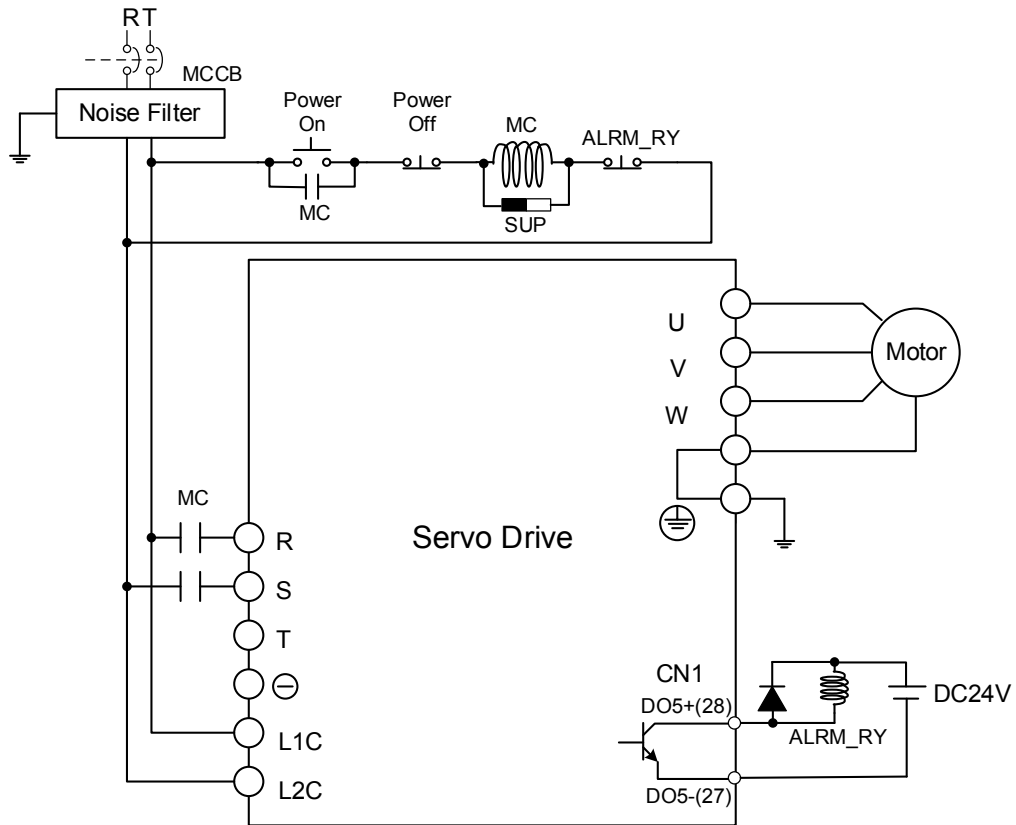 R T
MCCB
Noise Filter
Power
On
Power
Off
MC
ALRM_RY
MC
SUP
U
V
W
Motor
MC
R
S
T
Servo Drive
L1C
L2C
CN1
DO5+(28)
DO5-(27)
ALRM_RY
DC24V